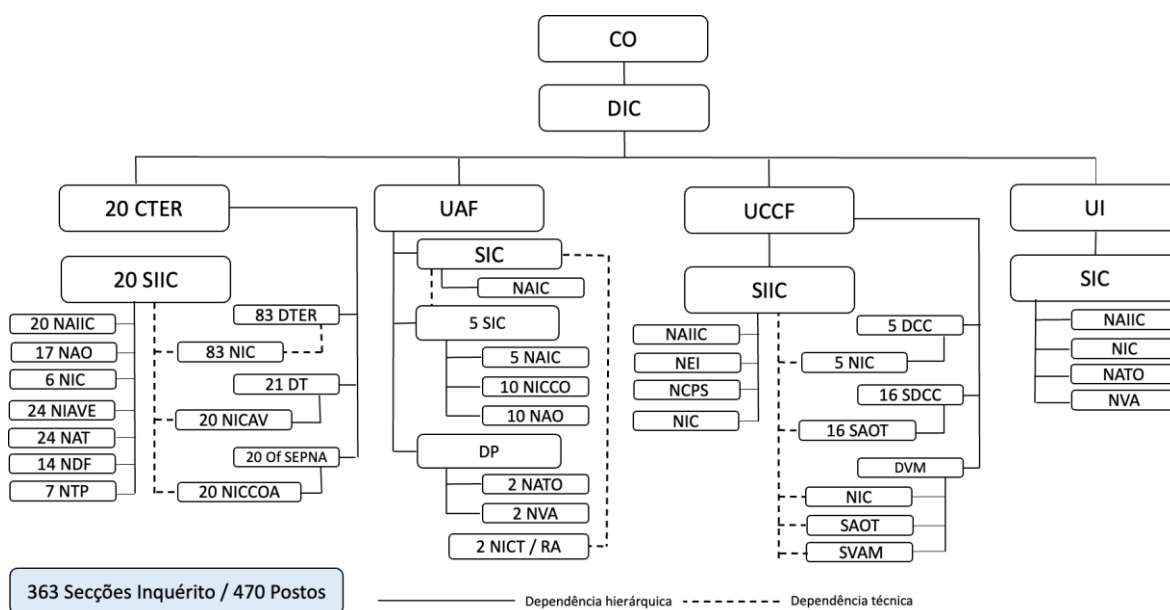 CO
DIC
20 CTER
UAF
UCCF
UI
20 SIIC
20 NAIIC
17 NAO
6 NIC
24 NIAVE
24 NAT
14 NDF
7 NTP
83 DTER
83 NIC
21 DT
20 NICAV
20 Of SEPNA
20 NICCOA
SIC
NAIC
5 SIC
5 NAIC
10 NICCO
10 NAO
DP
2 NATO
2 NVA
2 NICT / RA
SIIC
NAIIC
NEI
NCPS
NIC
5 DCC
5 NIC
16 SDCC
16 SAOT
DVM
NIC
SAOT
SVAM
SIC
NAIIC
NIC
NATO
NVA
363 Secções Inquérito / 470 Postos
Dependência hierárquica
Dependência técnica